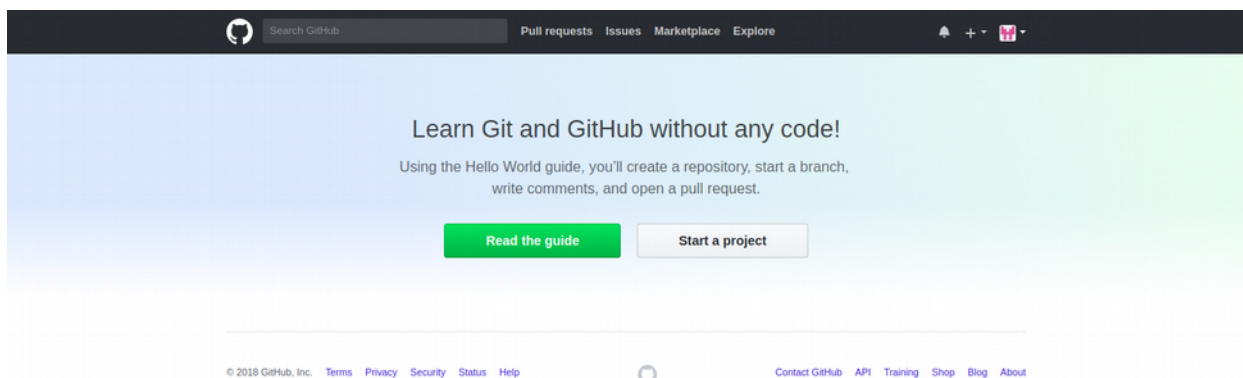 Search GitHub Pull requests Issues Marketplace Explore
Learn Git and GitHub without any code!
Using the Hello World guide, you’ll create a repository, start a branch,
write comments, and open a pull request.
Read the guide Start a project
© 2018 GitHub, Inc. Terms Privacy Security Status Help Contact GitHub API Training Shop Blog About